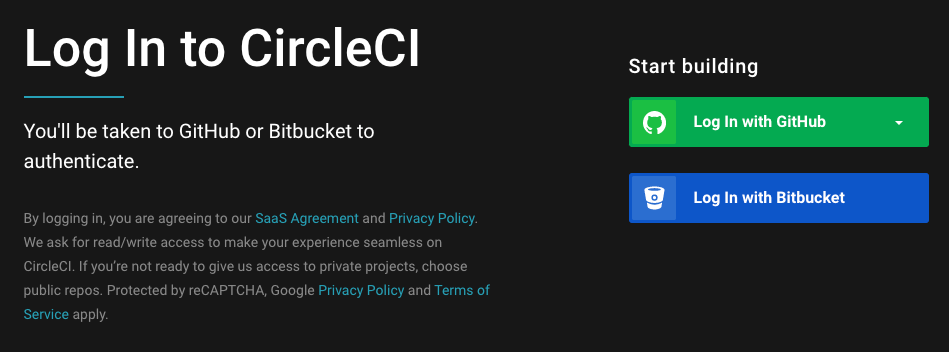 Log In to CircleCI
You'll be taken to GitHub or Bitbucket to
authenticate.
By logging in, you are agreeing to our SaaS Agreement and Privacy Policy.
We ask for read/write access to make your experience seamless on
CircleCI. If you're not ready to give us access to private projects, choose
public repos. Protected by reCAPTCHA, Google Privacy Policy and Terms of
Service apply.
Start building
Log In with GitHub
Log In with Bitbucket